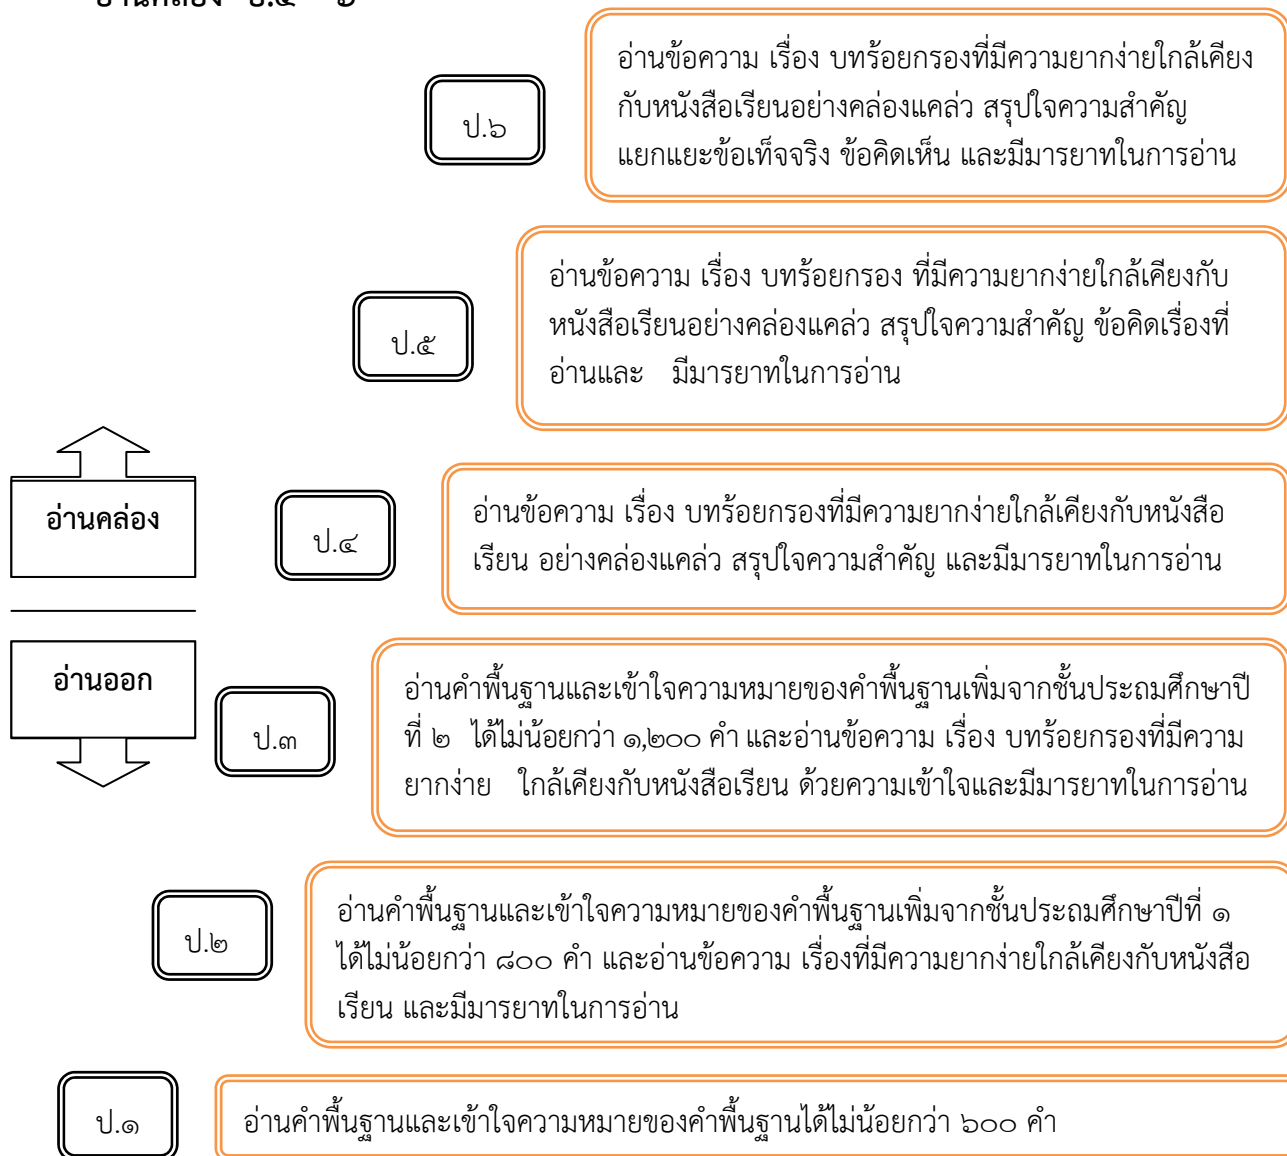 ป.๖
อ่านข้อความ เรื่อง บทร้อยกรองที่มีความยากง่ายใกล้เคียง
กับหนังสือเรียนอย่างคล่องแคล่ว สรุปใจความสำคัญ
แยกแยะข้อเท็จจริง ข้อคิดเห็น และมีมารยาทในการอ่าน
ป.๕
อ่านข้อความ เรื่อง บทร้อยกรอง ที่มีความยากง่ายใกล้เคียงกับ
หนังสือเรียนอย่างคล่องแคล่ว สรุปใจความสำคัญ ข้อคิดเรื่องที่
อ่านและ มีมารยาทในการอ่าน
อ่านคล่อง
ป.๔
อ่านข้อความ เรื่อง บทร้อยกรองที่มีความยากง่ายใกล้เคียงกับหนังสือ
เรียน อย่างคล่องแคล่ว สรุปใจความสำคัญ และมีมารยาทในการอ่าน
อ่านออก
ป.๓
อ่านคำพื้นฐานและเข้าใจความหมายของคำพื้นฐานเพิ่มจากชั้นประถมศึกษาปี
ที่ ๒ ได้ไม่น้อยกว่า ๑,๒๐๐ คำ และอ่านข้อความ เรื่อง บทร้อยกรองที่มีความ
ยากง่าย ใกล้เคียงกับหนังสือเรียน ด้วยความเข้าใจและมีมารยาทในการอ่าน
ป.๒
อ่านคำพื้นฐานและเข้าใจความหมายของคำพื้นฐานเพิ่มจากชั้นประถมศึกษาปีที่ ๑
ได้ไม่น้อยกว่า ๘๐๐ คำ และอ่านข้อความ เรื่องที่มีความยากง่ายใกล้เคียงกับหนังสือ
เรียน และมีมารยาทในการอ่าน
ป.๑
อ่านคำพื้นฐานและเข้าใจความหมายของคำพื้นฐานได้ไม่น้อยกว่า ๖๐๐ คำ